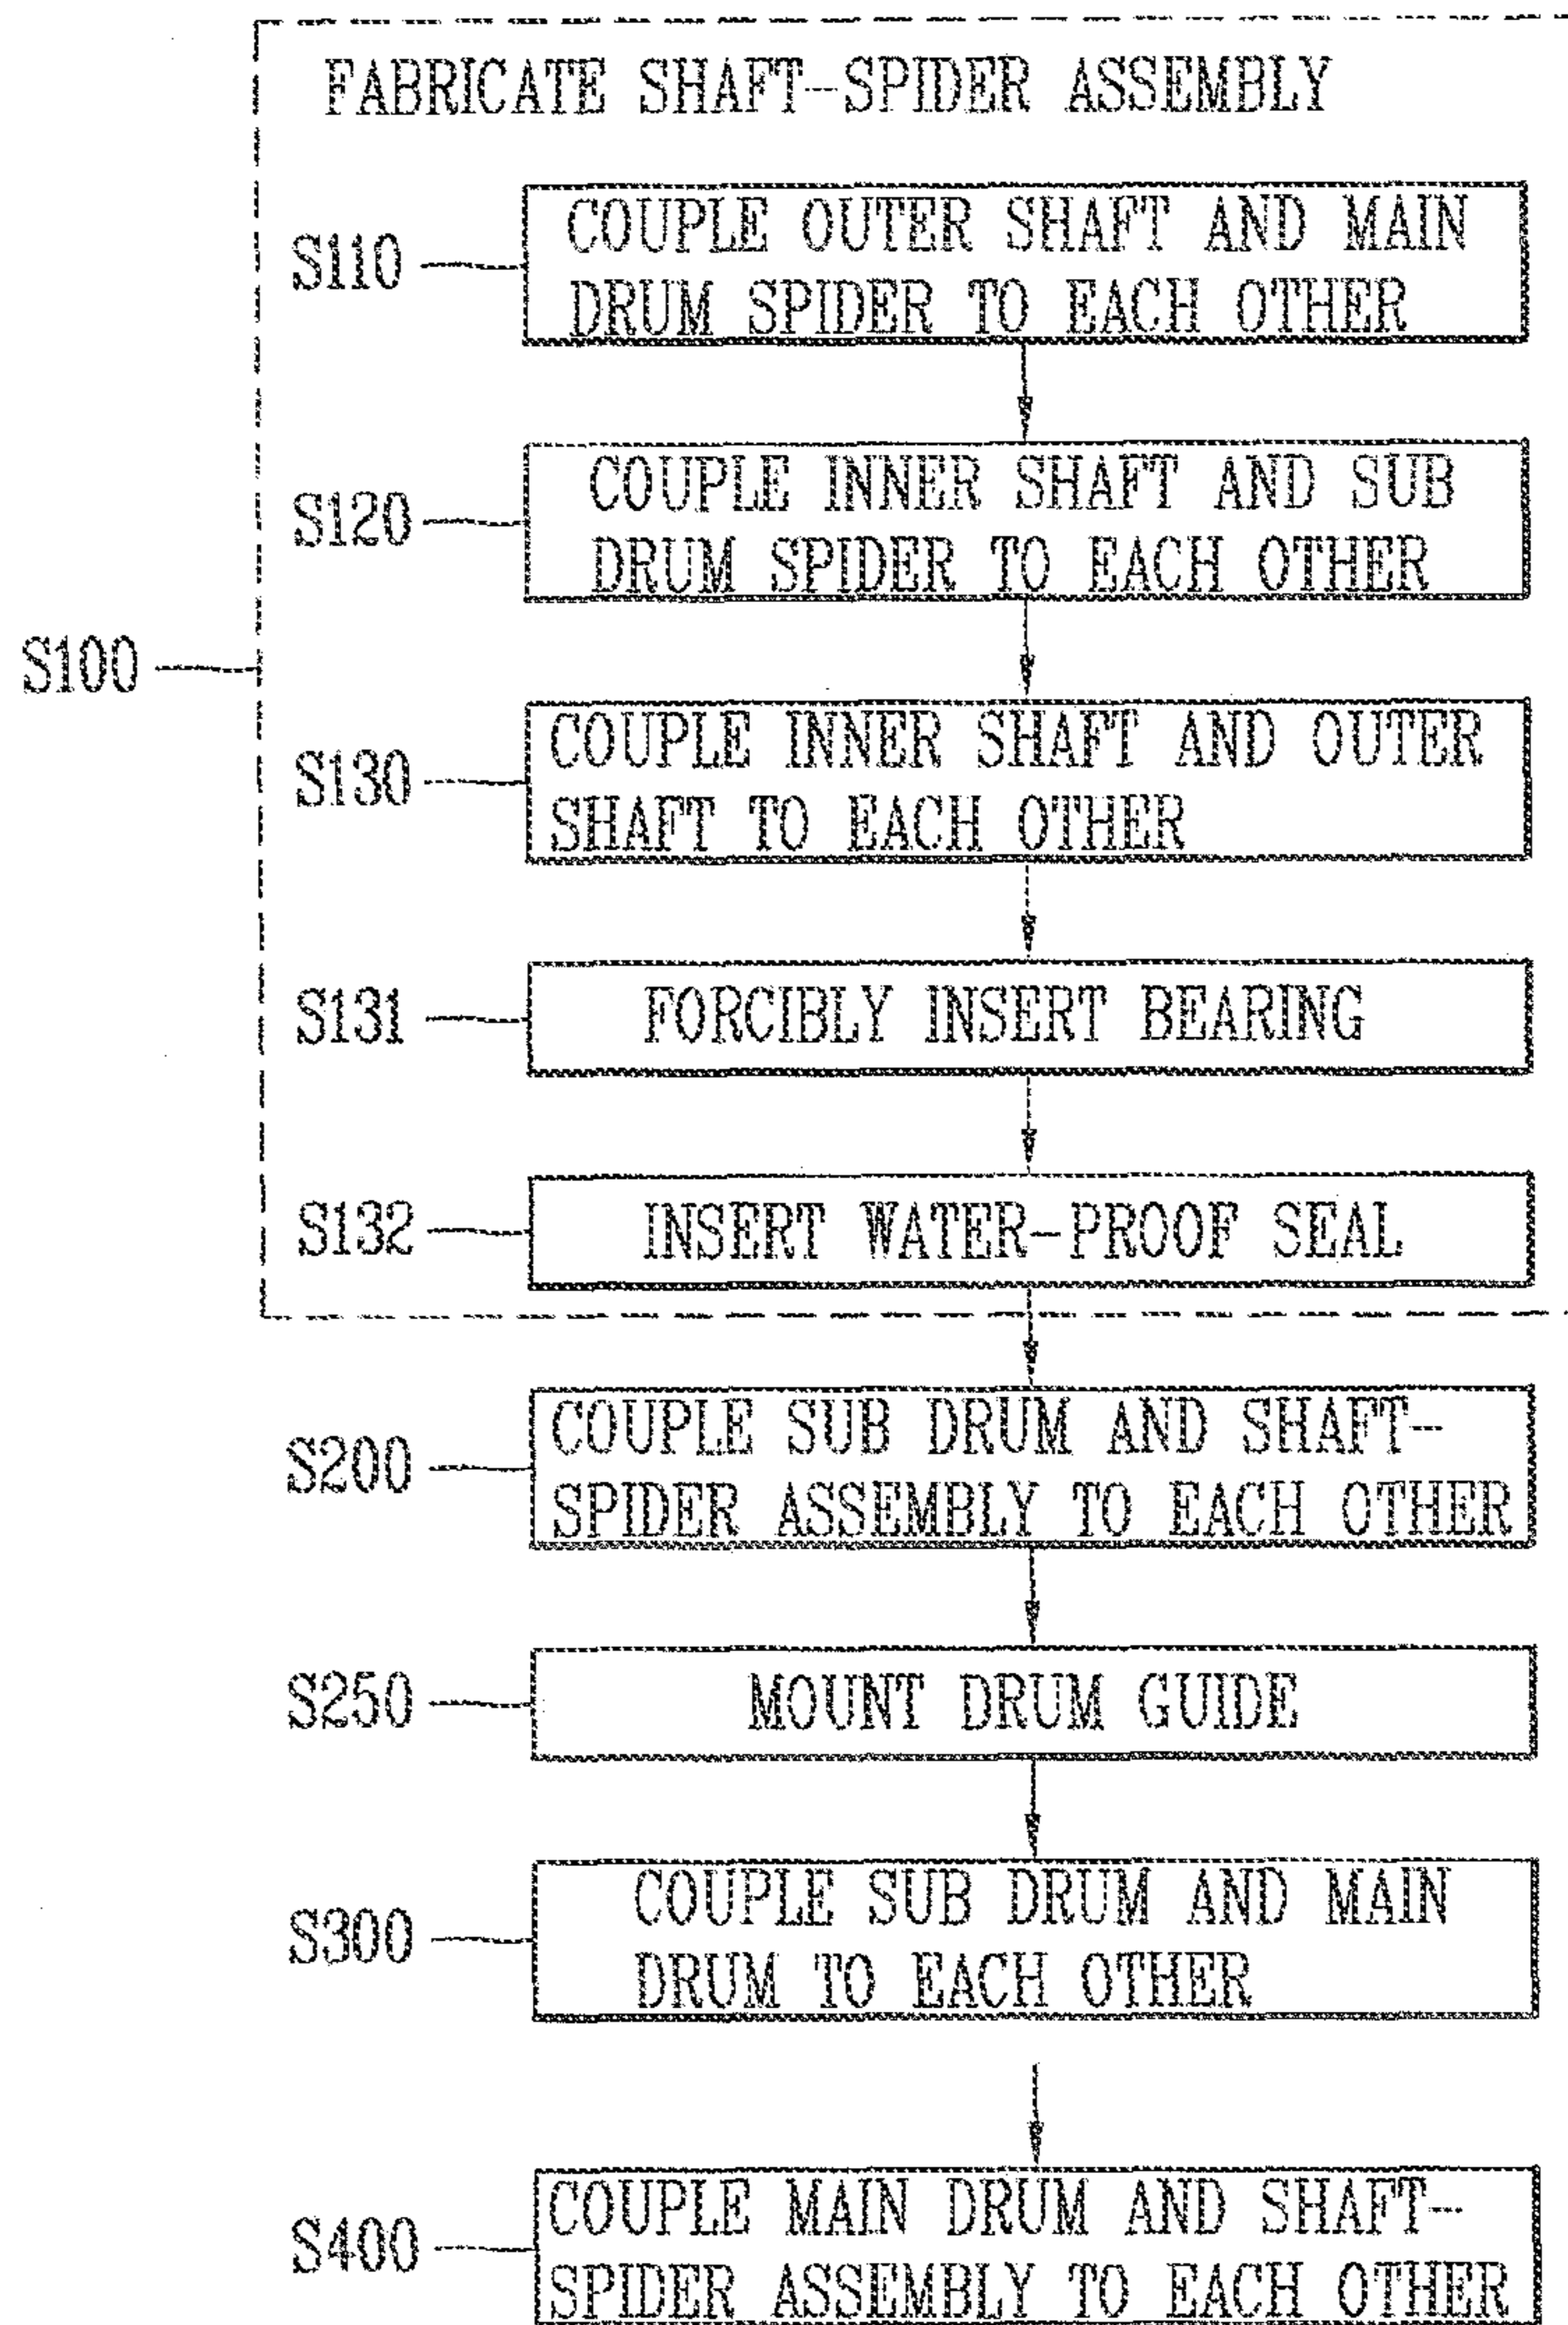 FABRICATE SHAFT-SPIDER ASSEMBLY
S110
COUPLE OUTER SHAFT AND MAIN
DRUM SPIDER TO EACH OTHER
S120
COUPLE INNER SHAFT AND SUB
DRUM SPIDER TO EACH OTHER
S100
S130
COUPLE INNER SHAFT AND OUTER
SHAFT TO EACH OTHER
S131
FORCIBLY INSERT BEARING
S132
INSERT WATER-PROOF SEAL
S200
COUPLE SUB DRUM AND SHAFT-
SPIDER ASSEMBLY TO EACH OTHER
S250
MOUNT DRUM GUIDE
S300
COUPLE SUB DRUM AND MAIN
DRUM TO EACH OTHER
S400
COUPLE MAIN DRUM AND SHAFT-
SPIDER ASSEMBLY TO EACH OTHER